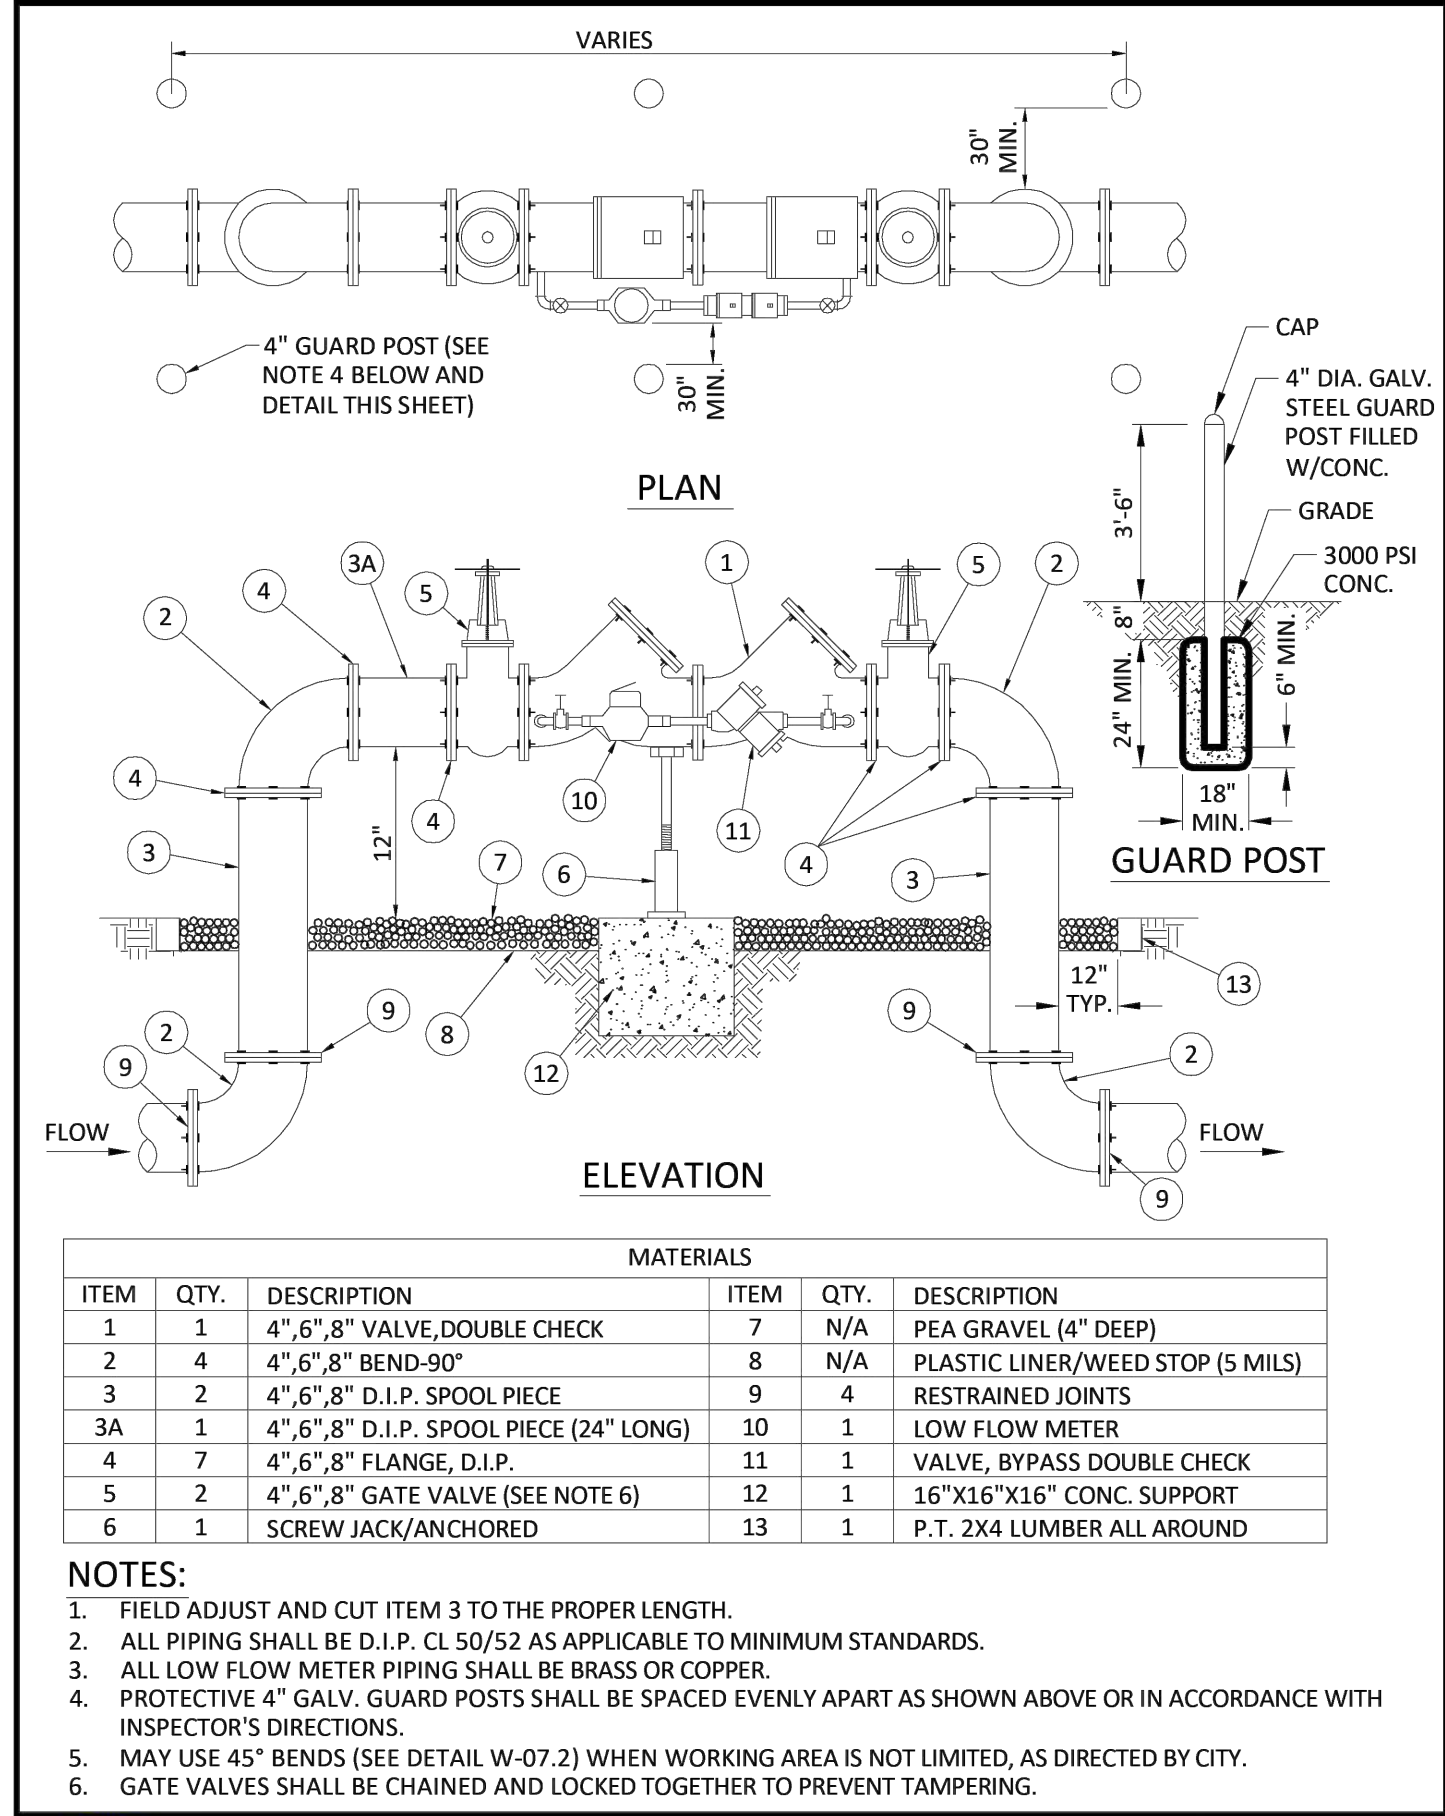 VARIES
30" MIN.
4" GUARD POST (SEE
NOTE 4 BELOW AND
DETAIL THIS SHEET)
30" MIN.
PLAN
CAP
4" DIA. GALV.
STEEL GUARD
POST FILLED
W/CONC.
GRADE
3000 PSI
CONC.
3'-6"
8"
24" MIN.
6" MIN.
18"
MIN.
GUARD POST
3A
1
5
2
4
5
2
4
10
4
11
4
3
12"
7
6
3
12"
TYP.
13
9
8
9
2
12
2
9
FLOW
FLOW
9
ELEVATION
MATERIALS
ITEM QTY. DESCRIPTION ITEM QTY. DESCRIPTION
1 1 4",6",8" VALVE,DOUBLE CHECK 7 N/A PEA GRAVEL (4" DEEP)
2 4 4",6",8" BEND-90° 8 N/A PLASTIC LINER/WEED STOP (5 MILS)
3 2 4",6",8" D.I.P. SPOOL PIECE 9 4 RESTRAINED JOINTS
3A 1 4",6",8" D.I.P. SPOOL PIECE (24" LONG) 10 1 LOW FLOW METER
4 7 4",6",8" FLANGE, D.I.P. 11 1 VALVE, BYPASS DOUBLE CHECK
5 2 4",6",8" GATE VALVE (SEE NOTE 6) 12 1 16"X16"X16" CONC. SUPPORT
6 1 SCREW JACK/ANCHORED 13 1 P.T. 2X4 LUMBER ALL AROUND
NOTES:
1. FIELD ADJUST AND CUT ITEM 3 TO THE PROPER LENGTH.
2. ALL PIPING SHALL BE D.I.P. CL 50/52 AS APPLICABLE TO MINIMUM STANDARDS.
3. ALL LOW FLOW METER PIPING SHALL BE BRASS OR COPPER.
4. PROTECTIVE 4" GALV. GUARD POSTS SHALL BE SPACED EVENLY APART AS SHOWN ABOVE OR IN ACCORDANCE WITH
INSPECTOR'S DIRECTIONS.
5. MAY USE 45° BENDS (SEE DETAIL W-07.2) WHEN WORKING AREA IS NOT LIMITED, AS DIRECTED BY CITY.
6. GATE VALVES SHALL BE CHAINED AND LOCKED TOGETHER TO PREVENT TAMPERING.